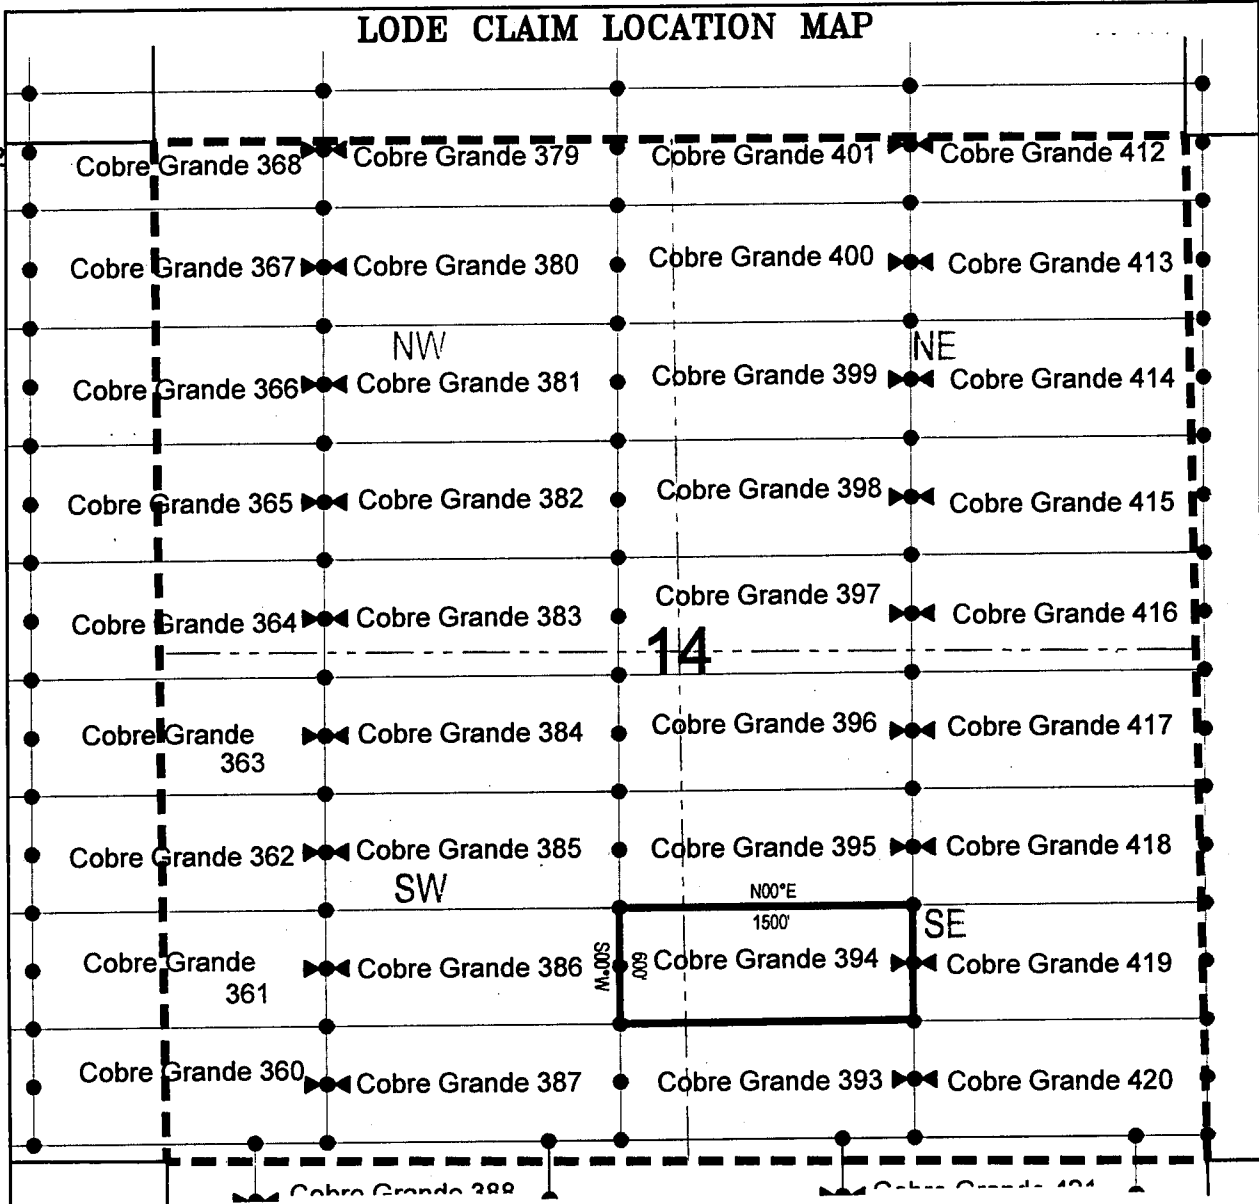 LODE CLAIM LOCATION MAP
Cobre Grande 368
Cobre Grande 379
Cobre Grande 401
Cobre Grande 412
Cobre Grande 367
Cobre Grande 380
Cobre Grande 400
Cobre Grande 413
NW
NE
Cobre Grande 366
Cobre Grande 381
Cobre Grande 399
Cobre Grande 414
Cobre Grande 365
Cobre Grande 382
Cobre Grande 398
Cobre Grande 415
Cobre Grande 364
Cobre Grande 383
Cobre Grande 397
Cobre Grande 416
14
Cobre Grande
363
Cobre Grande 384
Cobre Grande 396
Cobre Grande 417
Cobre Grande 362
Cobre Grande 385
Cobre Grande 395
Cobre Grande 418
SW
N00°E
1500'
SE
Cobre Grande
361
Cobre Grande 386
S00°W
600'
Cobre Grande 394
Cobre Grande 419
Cobre Grande 360
Cobre Grande 387
Cobre Grande 393
Cobre Grande 420
Cobre Grande 388
Cobre Grande 421